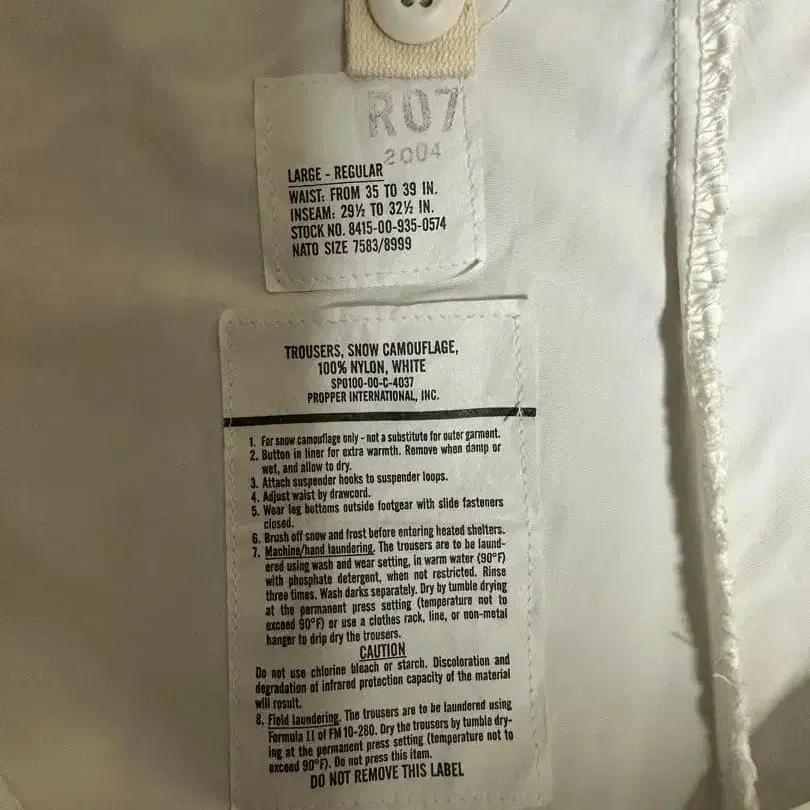 R07
2004
LARGE - REGULAR
WAIST: FROM 35 TO 39 IN.
INSEAM: 29½ TO 32½ IN.
STOCK NO. 8415-00-935-0574
NATO SIZE 7583/8999
TROUSERS, SNOW CAMOUFLAGE,
100% NYLON, WHITE
SPO100-00-C-4037
PROPPER INTERNATIONAL, INC.
1. For snow camouflage only - not a substitute for outer garment.
2. Button in liner for extra warmth. Remove when damp or
wet, and allow to dry.
3. Attach suspender hooks to suspender loops.
4. Adjust waist by drawcord.
5. Wear leg bottoms outside footgear with slide fasteners
closed.
6. Brush off snow and frost before entering heated shelters.
7. Machine/hand laundering. The trousers are to be laund-
ered using wash and wear setting, in warm water (90°F)
with phosphate detergent, when not restricted. Rinse
three times. Wash darks separately. Dry by tumble drying
at the permanent press setting (temperature not to
exceed 90°F) or use a clothes rack, line, or non-metal
hanger to drip dry the trousers.
CAUTION
Do not use chlorine bleach or starch. Discoloration and
degradation of infrared protection capacity of the material
will result.
8. Field laundering. The trousers are to be laundered using
Formula II of FM 10-280. Dry the trousers by tumble dry-
ing at the permanent press setting (temperature not to
exceed 90°F). Do not press this item.
DO NOT REMOVE THIS LABEL